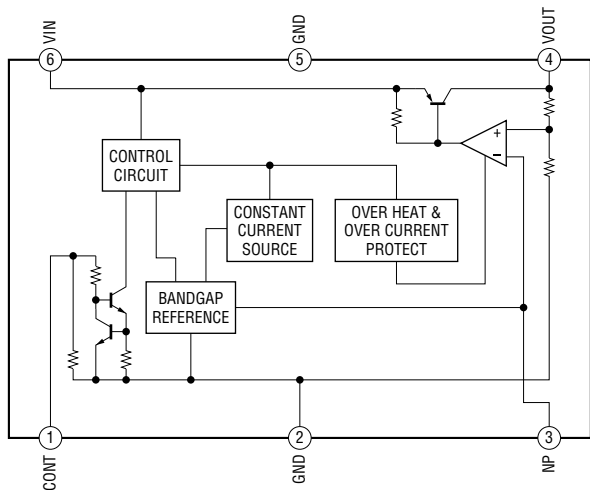 VIN
GND
VOUT
6
5
4
+
−
CONTROL
CIRCUIT
CONSTANT
CURRENT
SOURCE
OVER HEAT &
OVER CURRENT
PROTECT
BANDGAP
REFERENCE
1
2
3
CONT
GND
NP